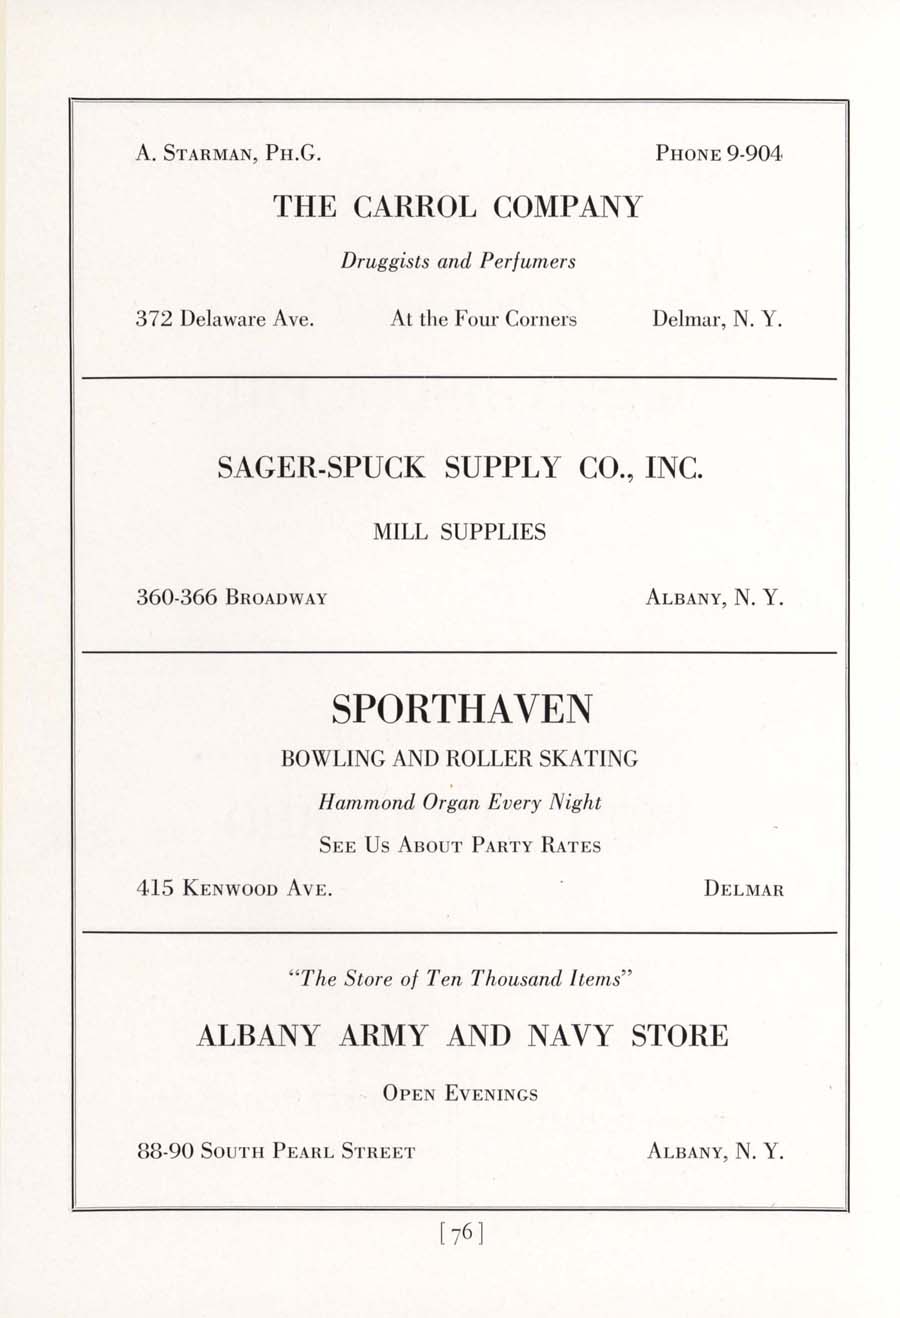 A. Starman, Ph.G. Phone 9-904
THE CARROL COMPANY
Druggists and Perfumers
372 Delaware Ave. At the Four Corners Delmar, N. Y.
SAGER-SPUCK SUPPLY CO., INC.
MILL SUPPLIES
360-366 Broadway Albany, N. Y.
SPORTHAVEN
BOWLING AND ROLLER SKATING
Hammond Organ Every Night
See Us About Party Rates
415 Kenwood Ave. Delmar
“The Store of Ten Thousand Items”
ALBANY ARMY AND NAVY STORE
Open Evenings
88-90 South Pearl Street Albany, N. Y.
[76]